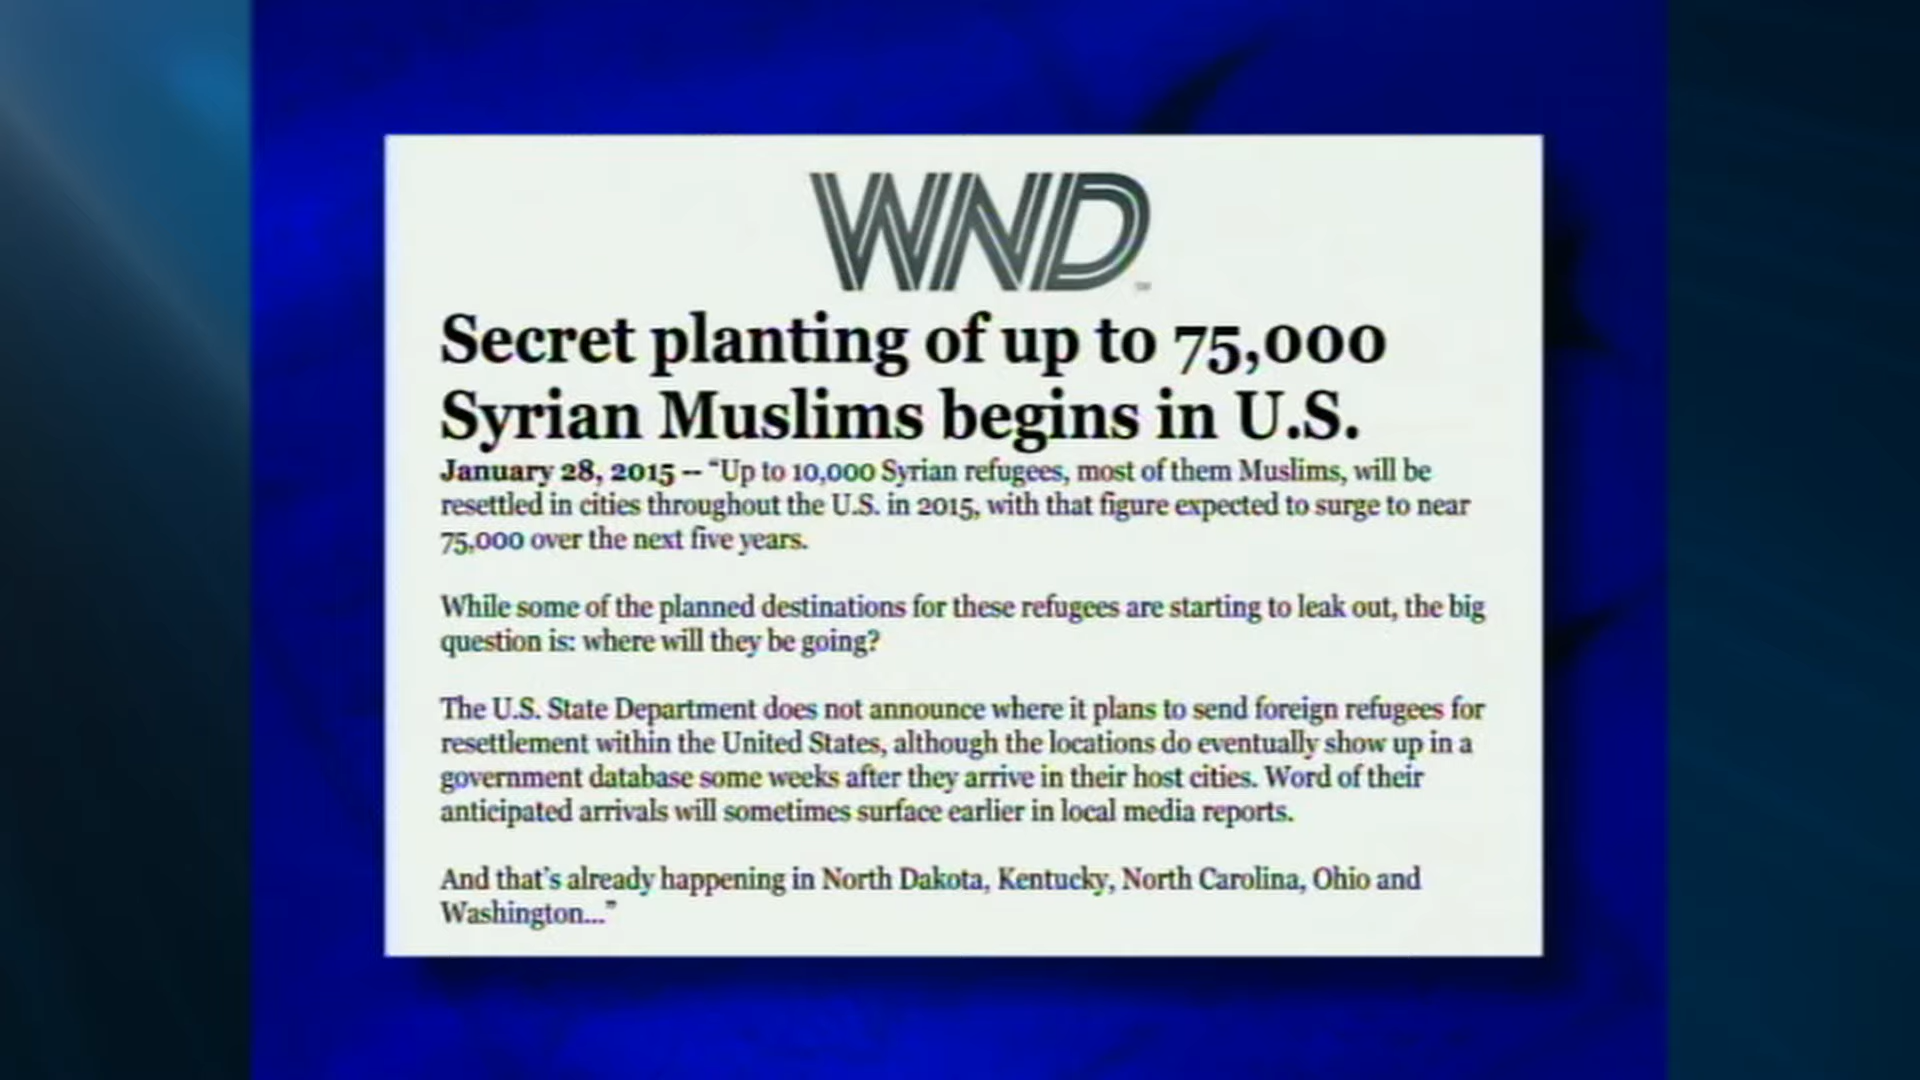 WND
Secret planting of up to 75,000
Syrian Muslims begins in U.S.
January 28, 2015 -- “Up to 10,000 Syrian refugees, most of them Muslims, will be
resettled in cities throughout the U.S. in 2015, with that figure expected to surge to near
75,000 over the next five years.
While some of the planned destinations for these refugees are starting to leak out, the big
question is: where will they be going?
The U.S. State Department does not announce where it plans to send foreign refugees for
resettlement within the United States, although the locations do eventually show up in a
government database some weeks after they arrive in their host cities. Word of their
anticipated arrivals will sometimes surface earlier in local media reports.
And that's already happening in North Dakota, Kentucky, North Carolina, Ohio and
Washington...”